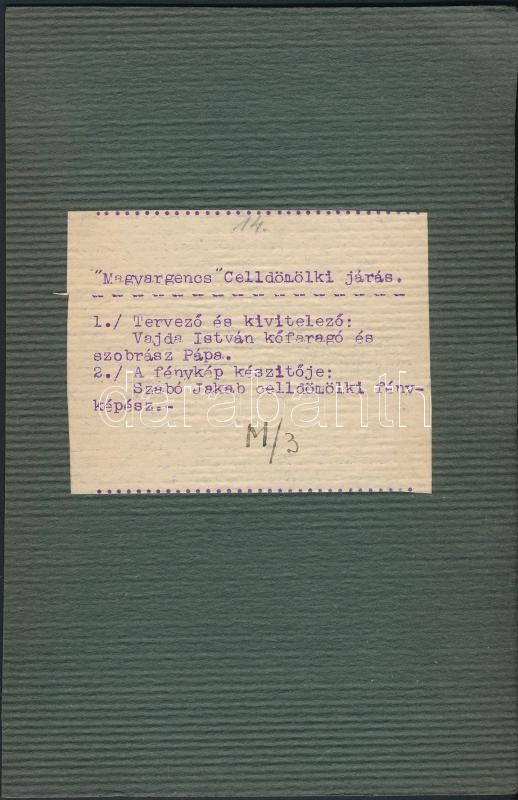 14.
"Magyargencs" Celldömölki járás.
1./ Tervező és kivitelező:
Vajda István kőfaragó és
szobrász Pápa.
2./ A fénykép készitője:
Szabó Jakab celldömölki fény-
képész.-
darabanth
M/3